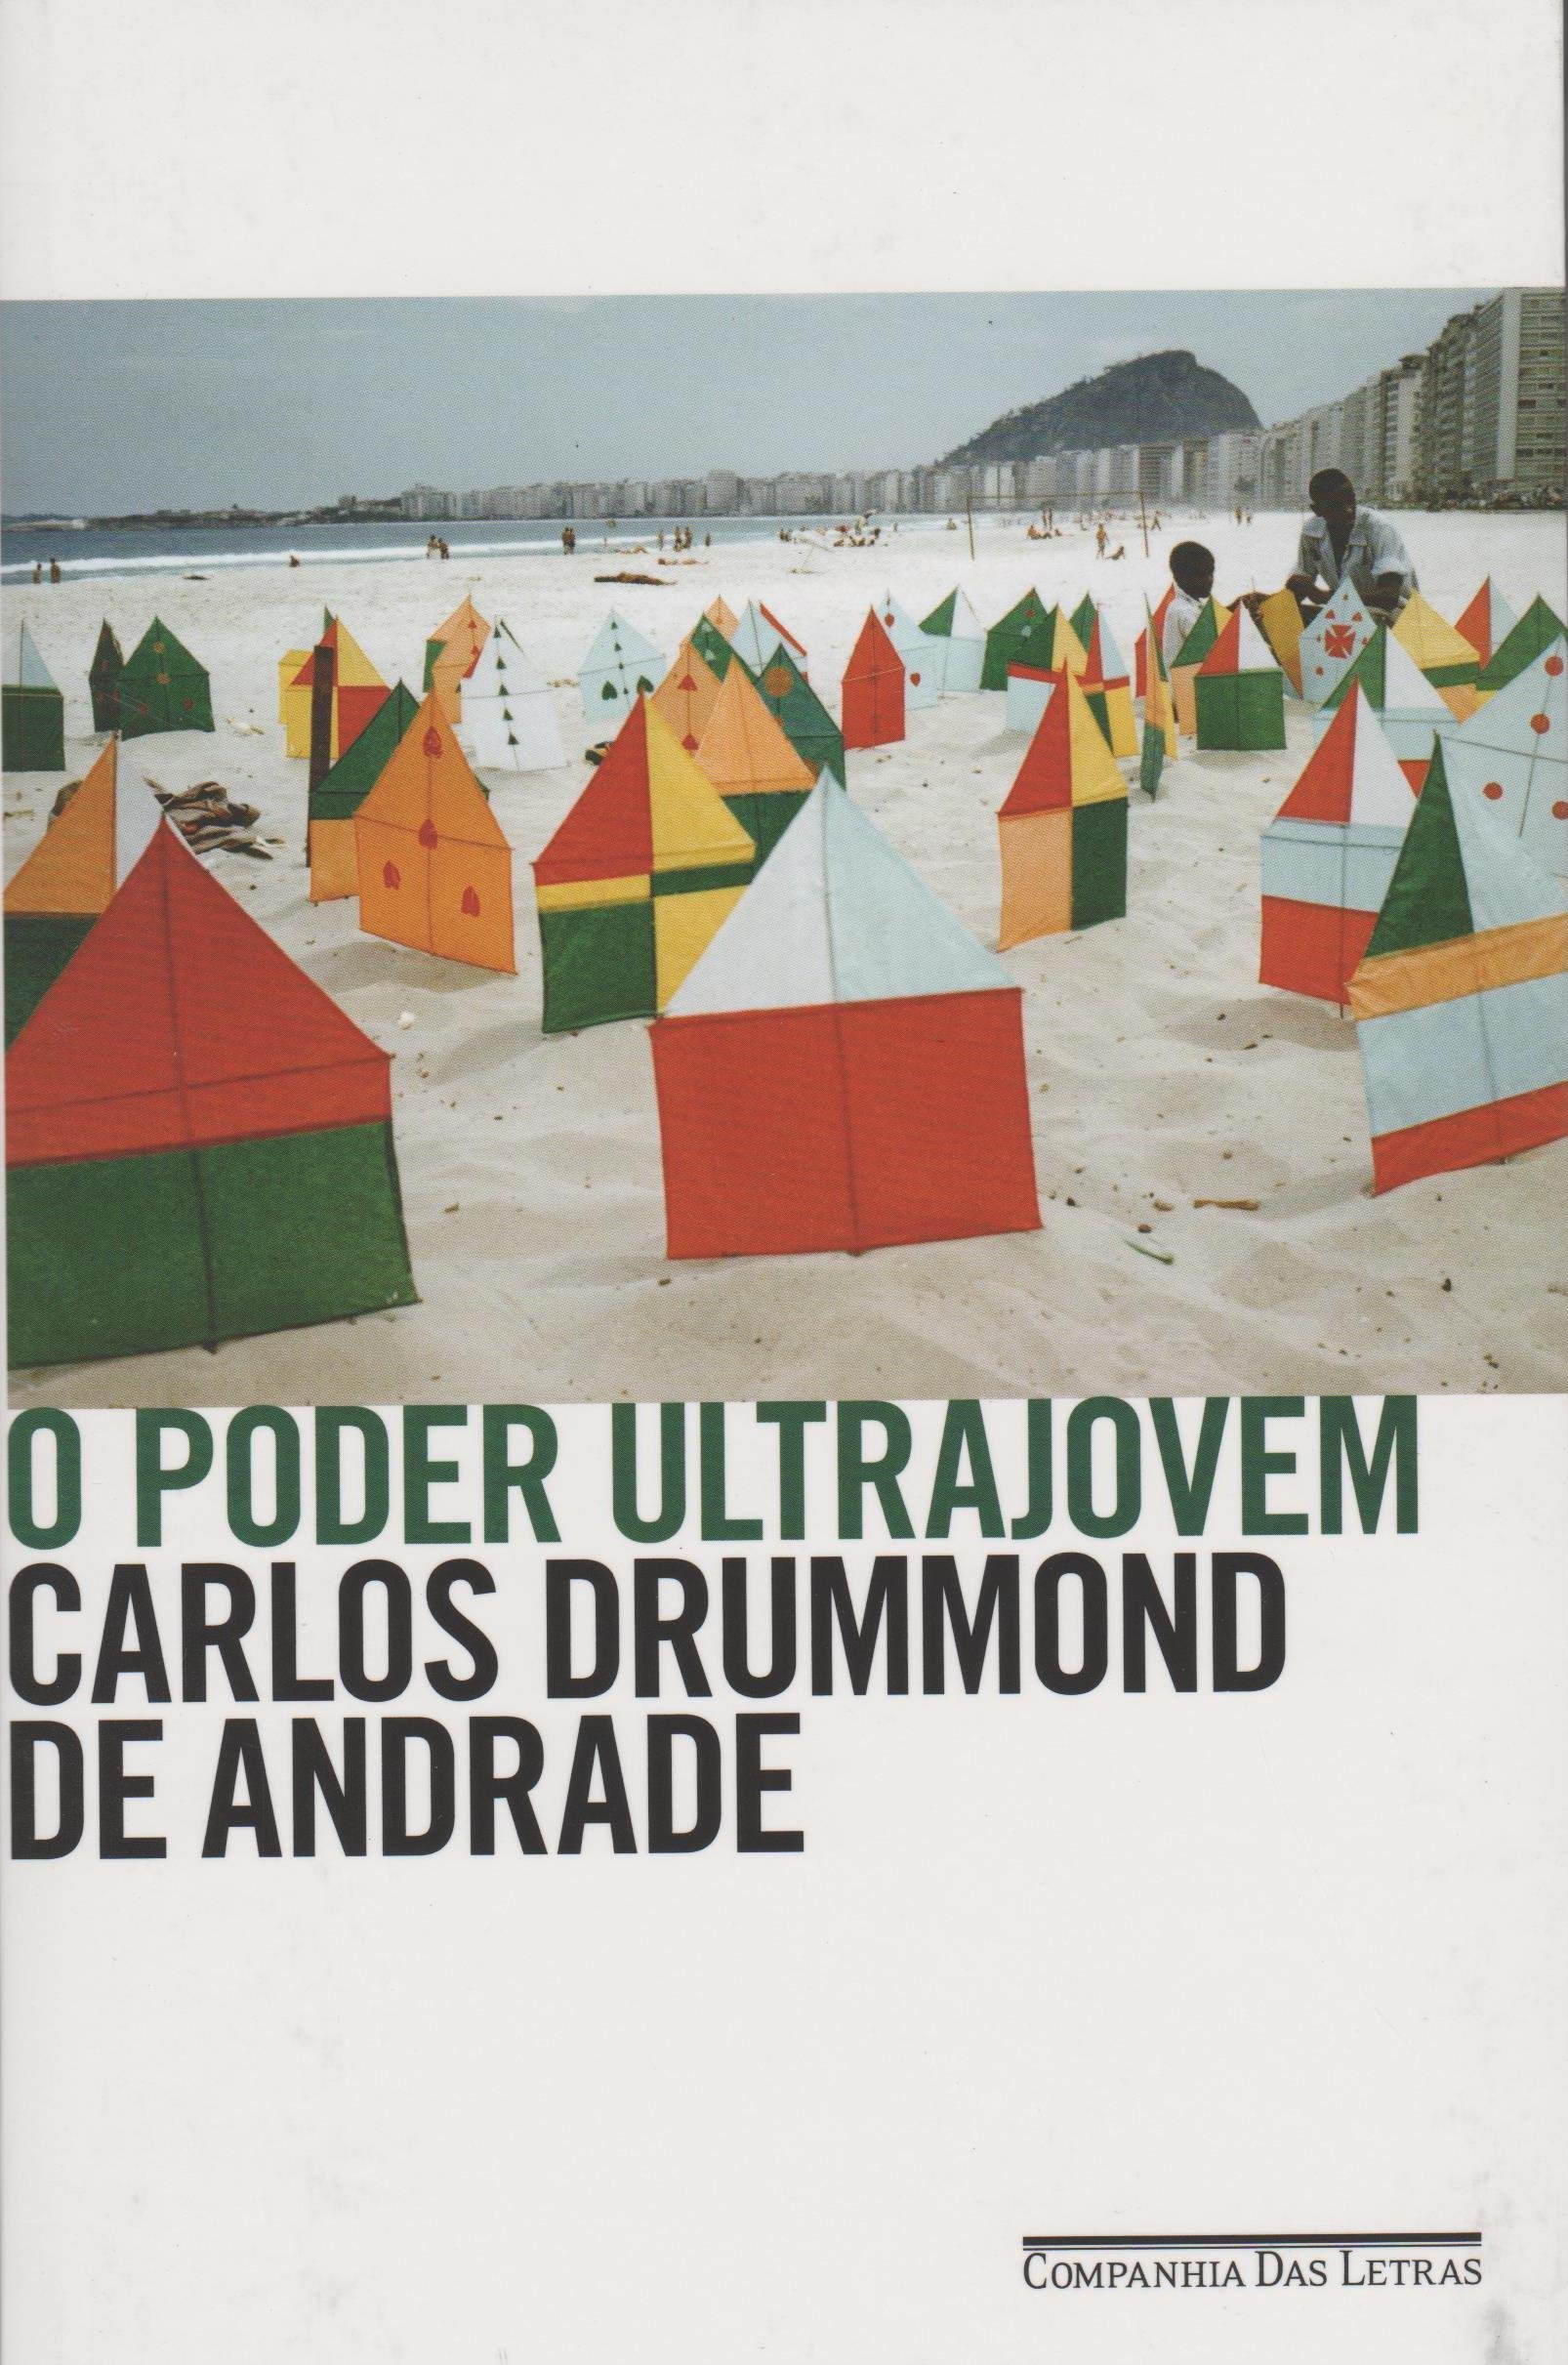 O PODER ULTRAJOVEM
CARLOS DRUMMOND
DE ANDRADE
COMPANHIA DAS LETRAS